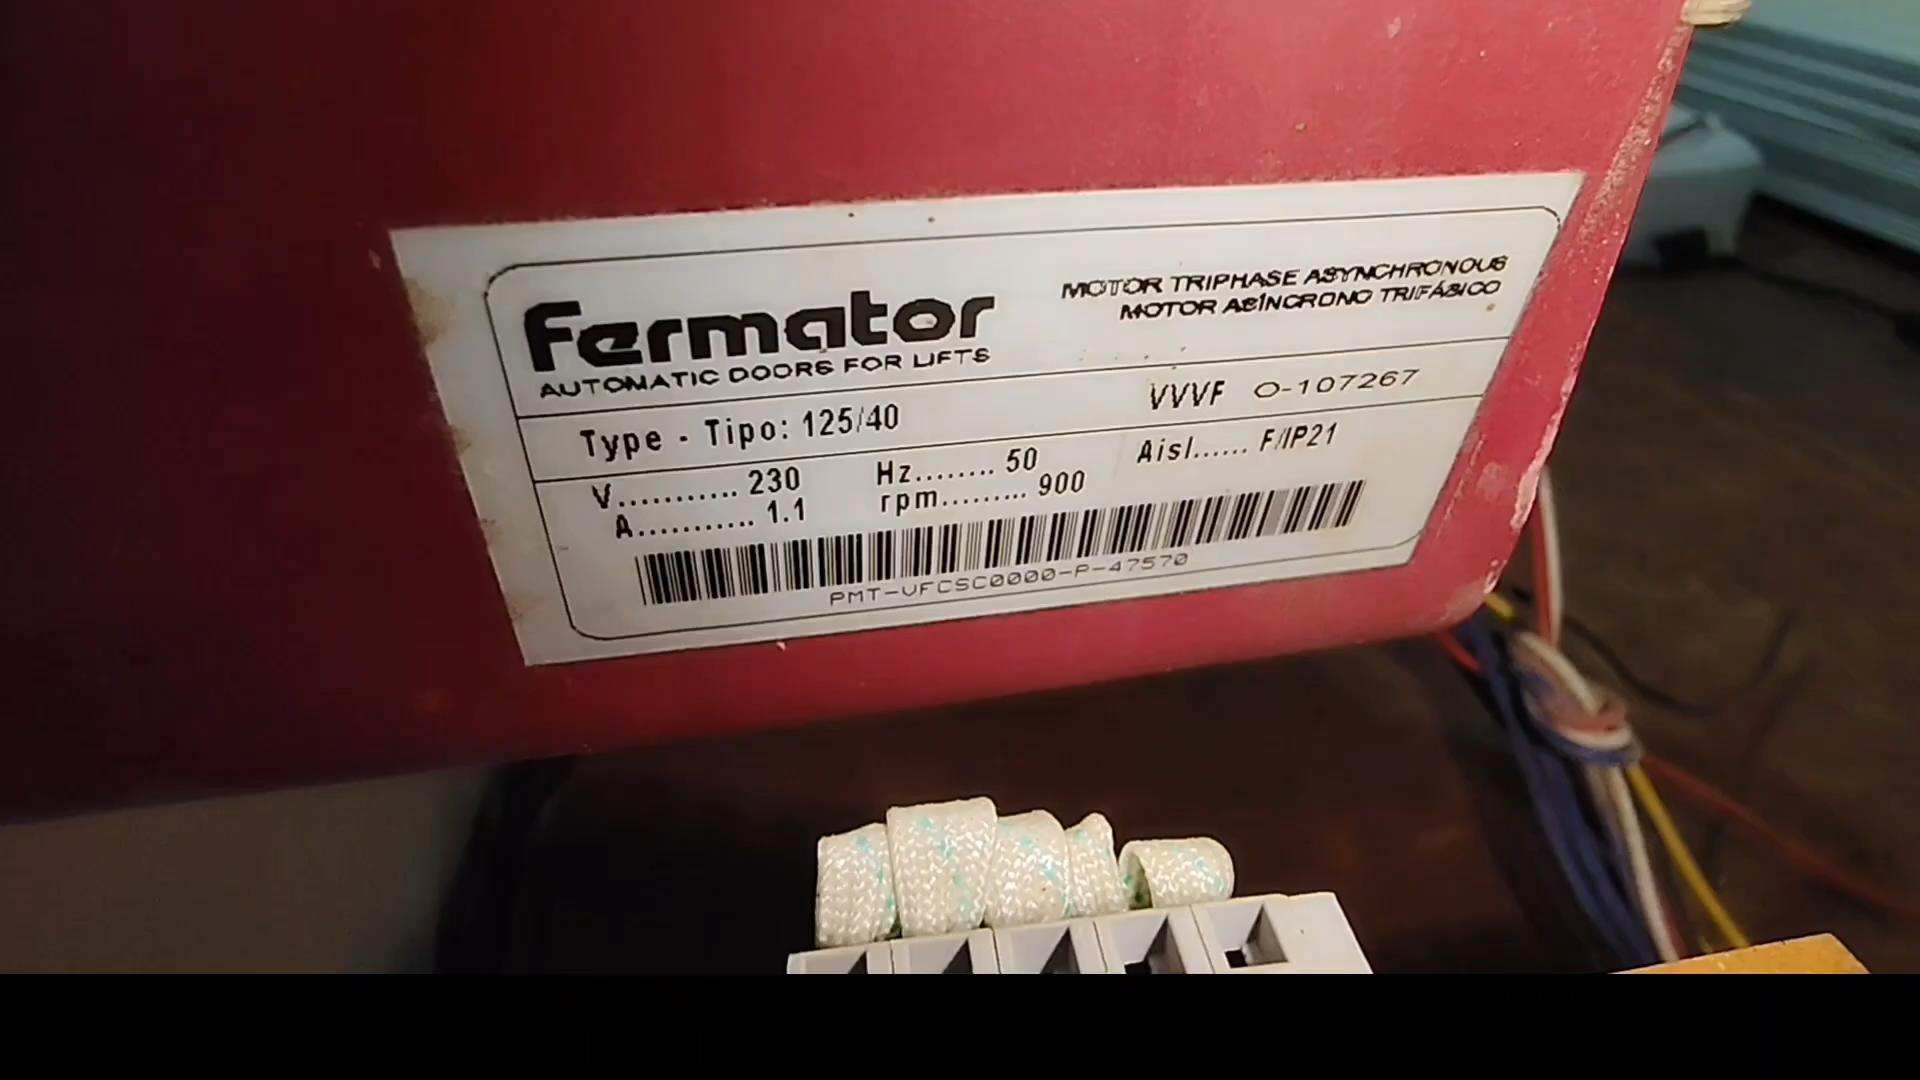 Fermator
AUTOMATIC DOORS FOR LIFTS
MOTOR TRIPHASE ASYNCHRONOUS
MOTOR ASÍNCRONO TRIFÁSICO
Type - Tipo: 125/40
VVVF O-107267
V........... 230
Hz........ 50
Aisl...... F/IP21
A........... 1.1
rpm......... 900
PMT-VFCSC0000-P-47570